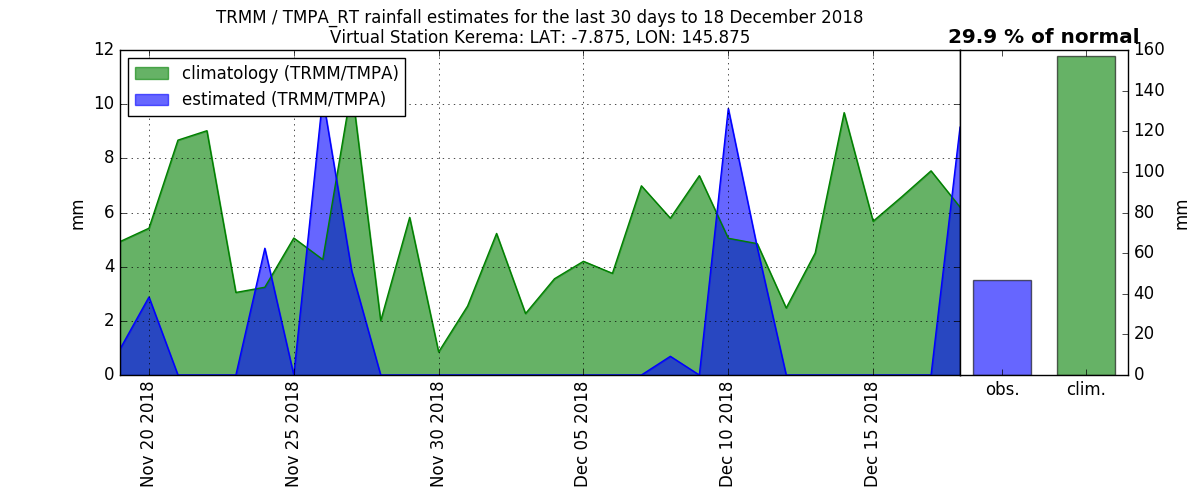 TRMM / TMPA_RT rainfall estimates for the last 30 days to 18 December 2018
Virtual Station Kerema: LAT: -7.875, LON: 145.875
29.9 % of normal
climatology (TRMM/TMPA)
estimated (TRMM/TMPA)
mm
12
10
8
6
4
2
0
Nov 20 2018
Nov 25 2018
Nov 30 2018
Dec 05 2018
Dec 10 2018
Dec 15 2018
obs.
clim.
160
140
120
100
80
60
40
20
0
mm